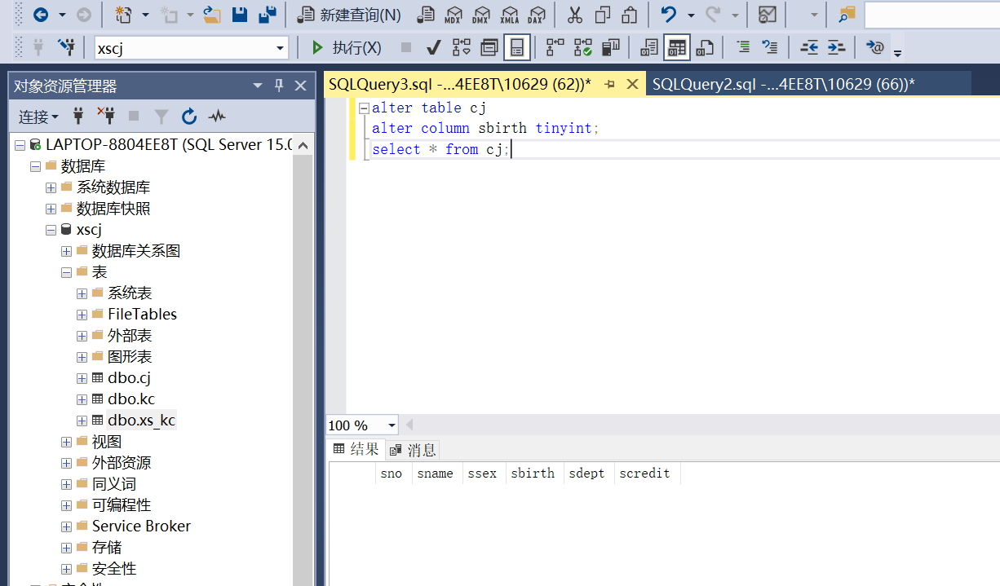 新建查询(N)
MDX
DMX
XMLA
DAX
xscj
执行(X)
对象资源管理器
连接
LAPTOP-8804EE8T (SQL Server 15.0
数据库
系统数据库
数据库快照
xscj
数据库关系图
表
系统表
FileTables
外部表
图形表
dbo.cj
dbo.kc
dbo.xs_kc
视图
外部资源
同义词
可编程性
Service Broker
存储
安全性
SQLQuery3.sql -...4EE8T\10629 (62))*
SQLQuery2.sql -...4EE8T\10629 (66))*
alter table cj
alter column sbirth tinyint;
select * from cj;
100 %
结果
消息
sno sname ssex sbirth sdept scredit